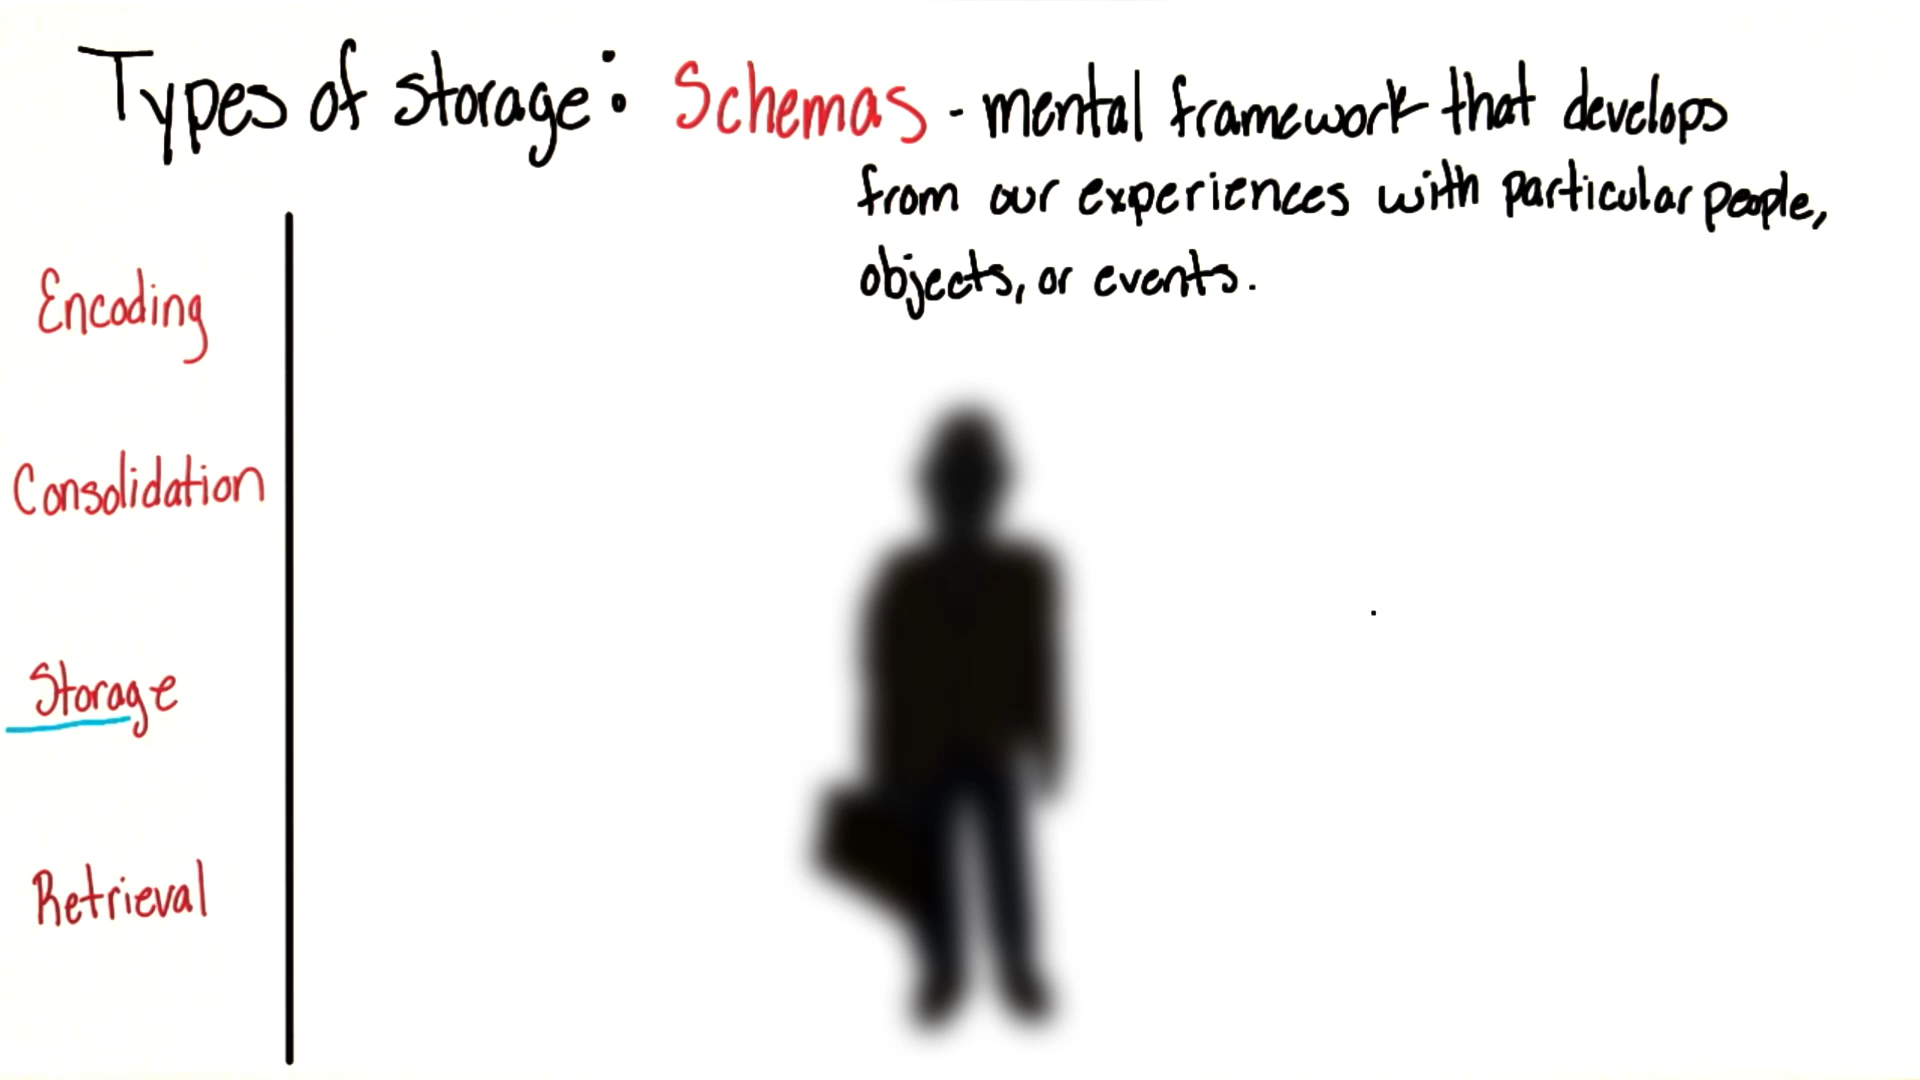 Types of storage: Schemas - mental framework that develops
from our experiences with particular people,
objects, or events.
Encoding
Consolidation
Storage
Retrieval